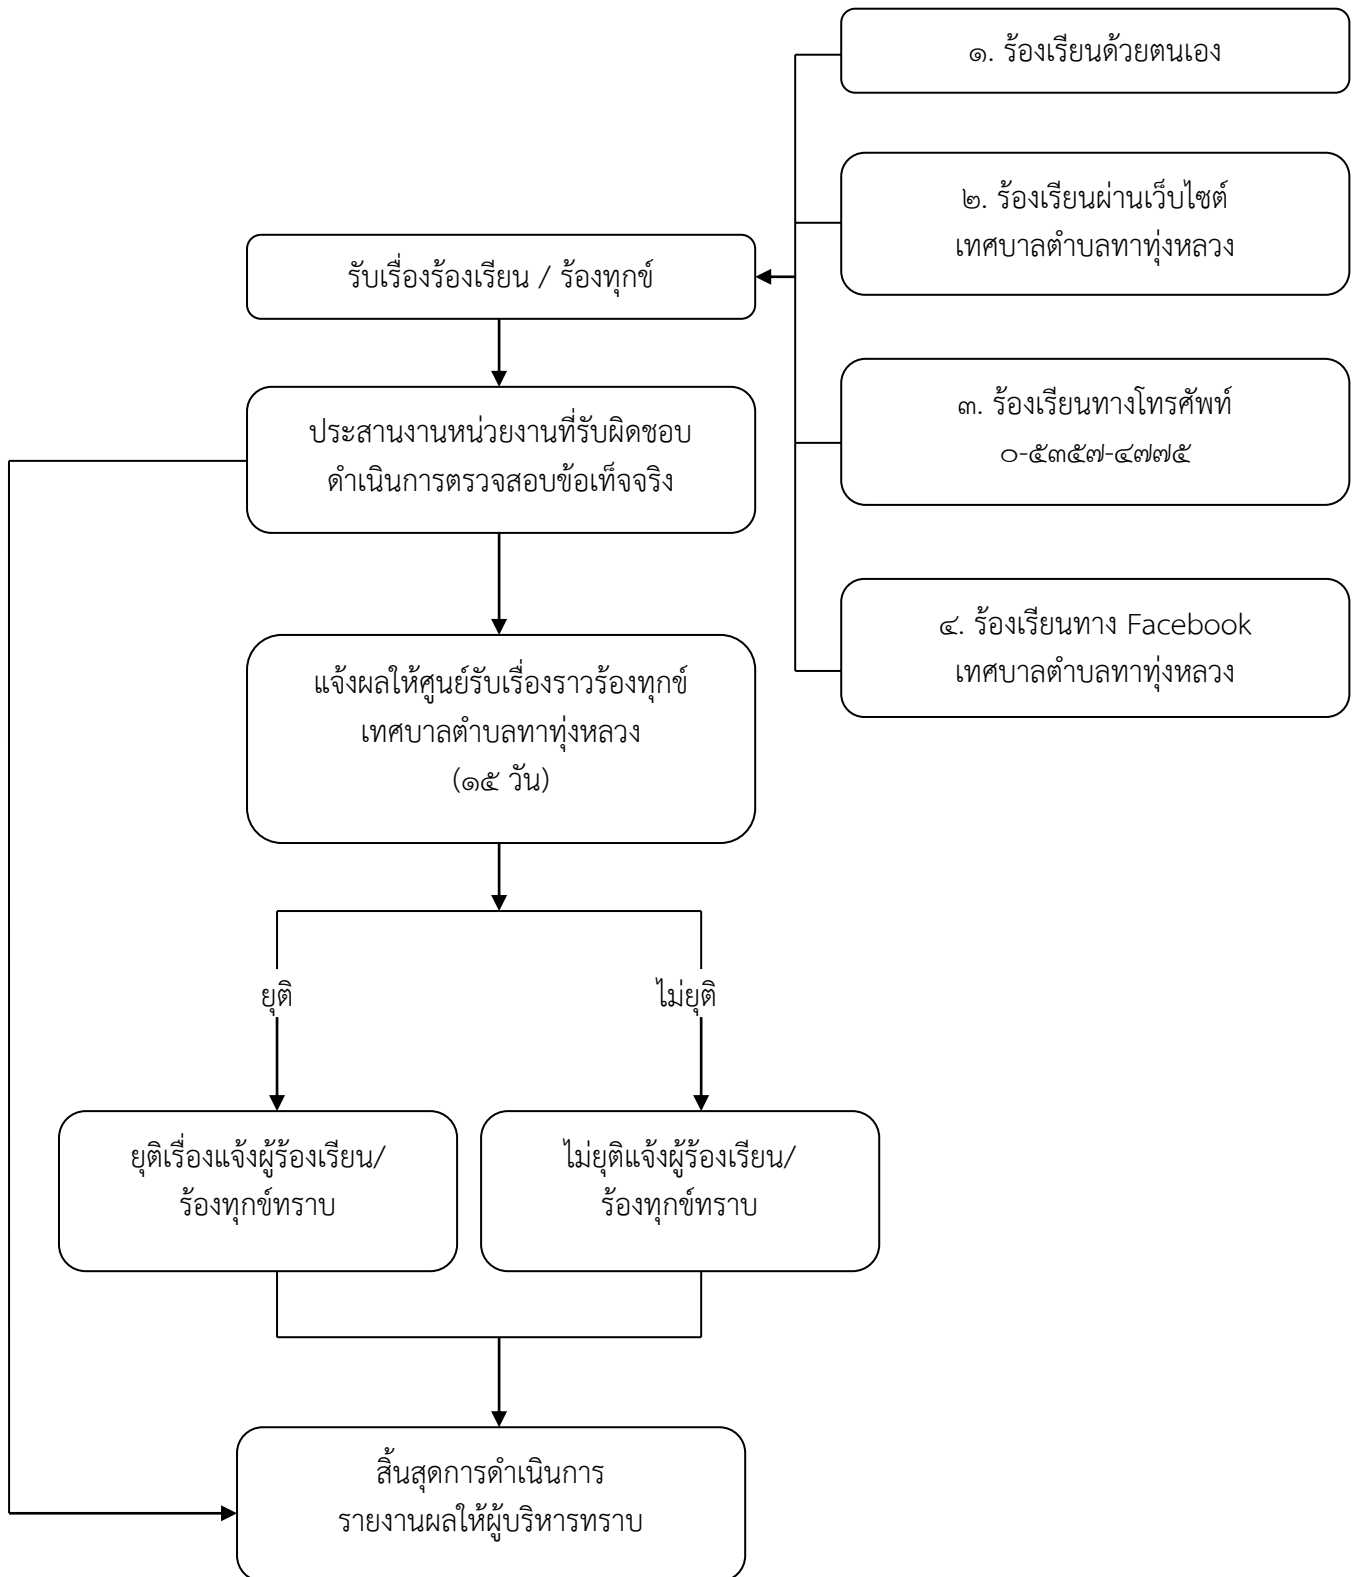 ๑. ร้องเรียนด้วยตนเอง
๒. ร้องเรียนผ่านเว็บไซต์
เทศบาลตำบลทาทุ่งหลวง
รับเรื่องร้องเรียน / ร้องทุกข์
๓. ร้องเรียนทางโทรศัพท์
๐-๕๓๕๗-๔๗๗๕
ประสานงานหน่วยงานที่รับผิดชอบ
ดำเนินการตรวจสอบข้อเท็จจริง
๔. ร้องเรียนทาง Facebook
เทศบาลตำบลทาทุ่งหลวง
แจ้งผลให้ศูนย์รับเรื่องราวร้องทุกข์
เทศบาลตำบลทาทุ่งหลวง
(๑๕ วัน)
ยุติ
ไม่ยุติ
ยุติเรื่องแจ้งผู้ร้องเรียน/
ร้องทุกข์ทราบ
ไม่ยุติแจ้งผู้ร้องเรียน/
ร้องทุกข์ทราบ
สิ้นสุดการดำเนินการ
รายงานผลให้ผู้บริหารทราบ